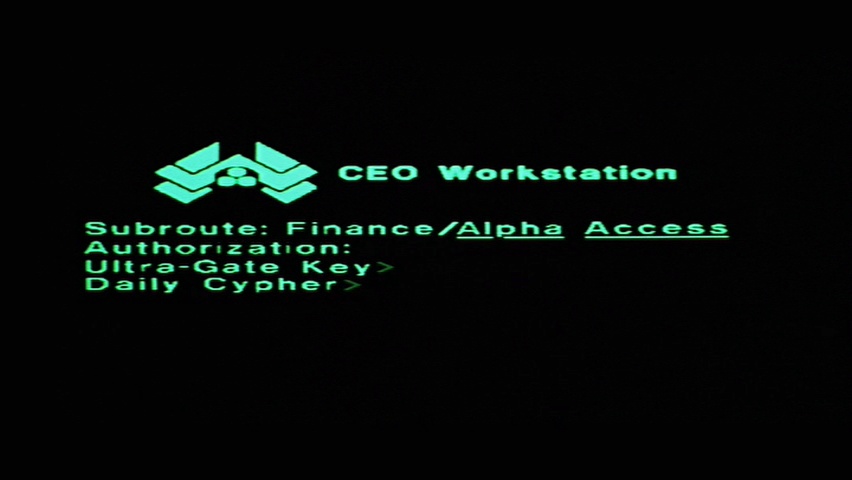 CEO Workstation
Subroute: Finance/Alpha Access
Authorization:
Ultra-Gate Key>
Daily Cypher>